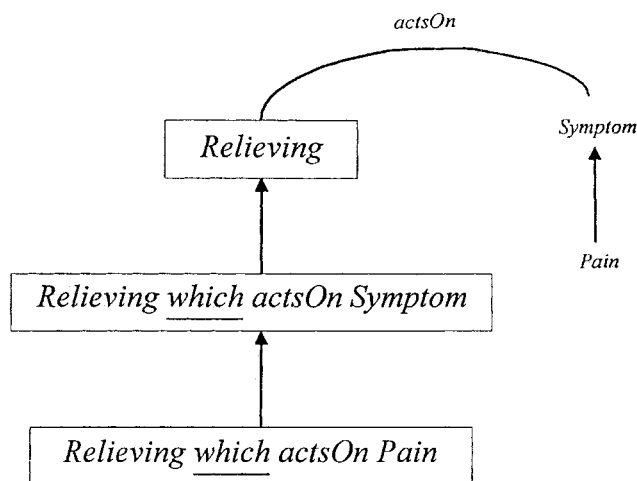 actsOn
Relieving
Symptom
Pain
Relieving which actsOn Symptom
Relieving which actsOn Pain